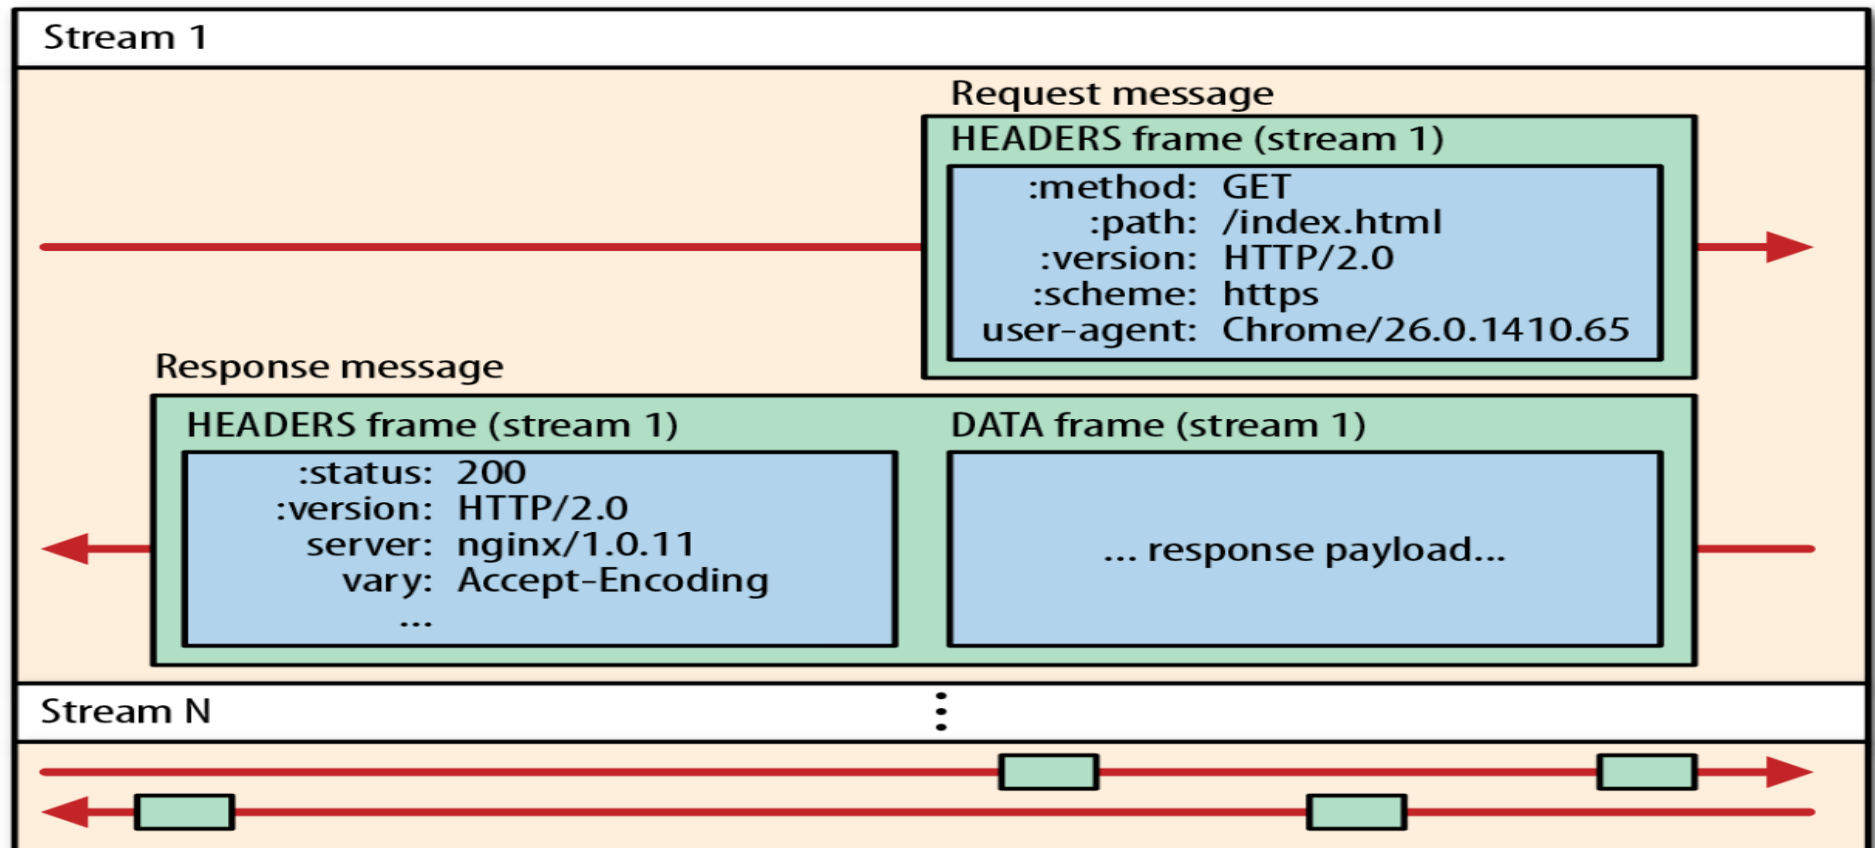 Stream 1
Request message
HEADERS frame (stream 1)
:method: GET
:path: /index.html
:version: HTTP/2.0
:scheme: https
user-agent: Chrome/26.0.1410.65
Response message
HEADERS frame (stream 1)
:status: 200
:version: HTTP/2.0
server: nginx/1.0.11
vary: Accept-Encoding
...
DATA frame (stream 1)
... response payload...
Stream N